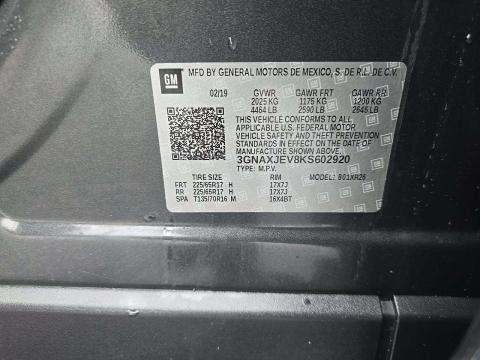 GM
MFD BY GENERAL MOTORS DE MEXICO, S. DE R.L. DE C.V.
02/19 GVWR GAWR FRT GAWR RR
2025 KG 1175 KG 1200 KG
4464 LB 2590 LB 2645 LB
THIS VEHICLE CONFORMS TO ALL
APPLICABLE U.S. FEDERAL MOTOR
VEHICLE SAFETY AND THEFT PREVENTION
STANDARDS IN EFFECT ON THE DATE OF
MANUFACTURE SHOWN ABOVE.
3GNAXJEV8KS602920
TYPE: M.P.V.
TIRE SIZE RIM MODEL: 1XR26
FRT 225/65R17 H 17X7J
RR 225/65R17 H 17X7J
SPA T135/70R16 M 16X4BT